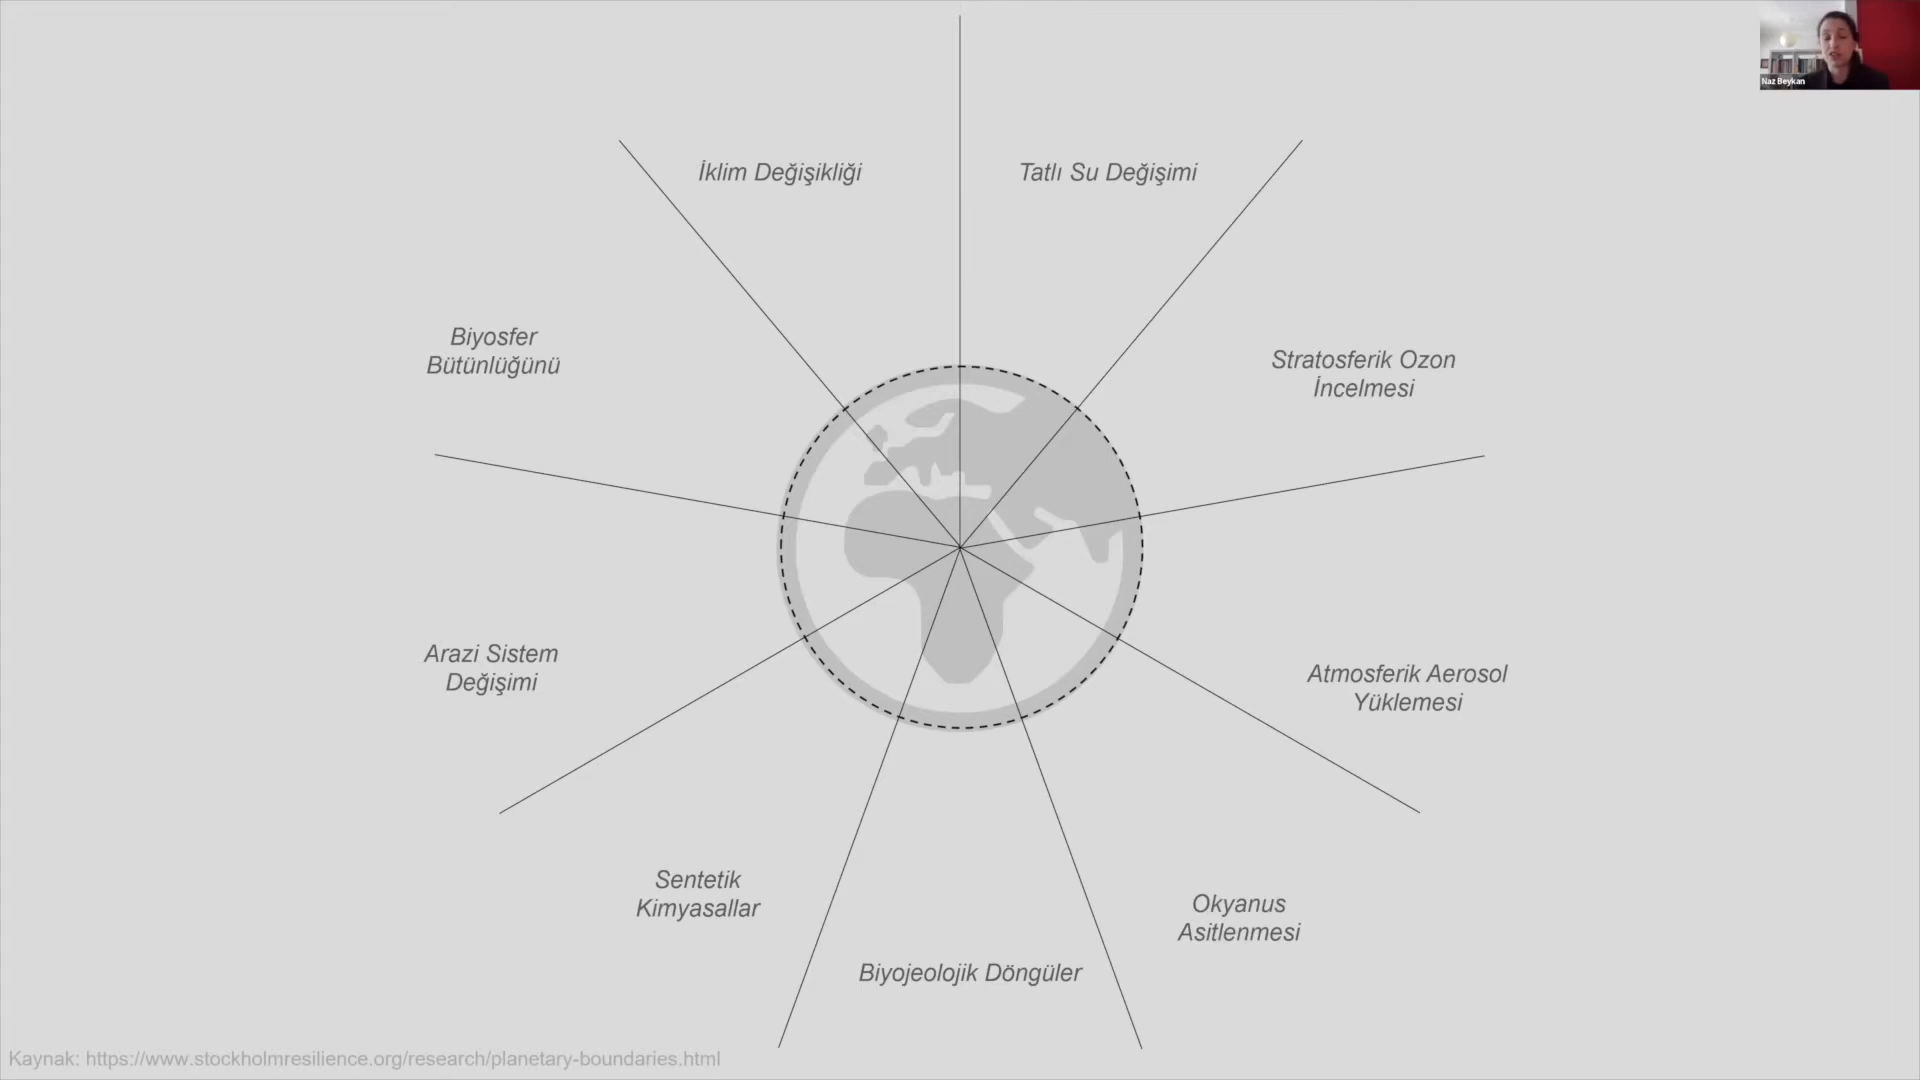 Naz Beykan
İklim Değişikliği
Tatlı Su Değişimi
Biyosfer
Bütünlüğünü
Stratosferik Ozon
İncelmesi
Arazi Sistem
Değişimi
Atmosferik Aerosol
Yüklemesi
Sentetik
Kimyasallar
Okyanus
Asitlenmesi
Biyojeolojik Döngüler
Kaynak: https://www.stockholmresilience.org/research/planetary-boundaries.html